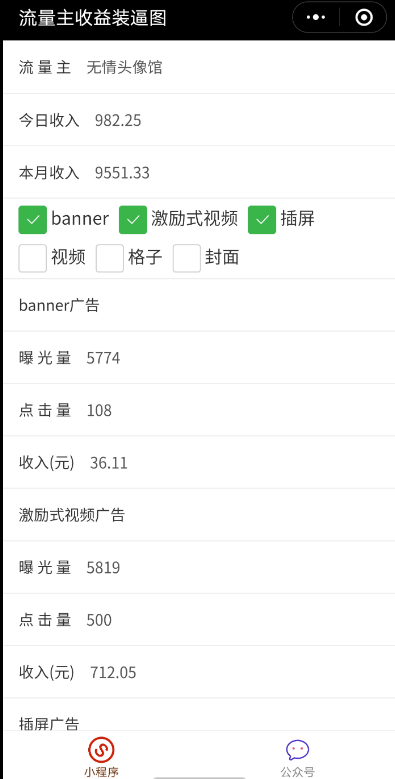 流量主收益装逼图
流 量 主 无情头像馆
今日收入 982.25
本月收入 9551.33
banner 激励式视频 插屏
视频 格子 封面
banner广告
曝 光 量 5774
点 击 量 108
收入(元) 36.11
激励式视频广告
曝 光 量 5819
点 击 量 500
收入(元) 712.05
插屏广告
小程序 公众号